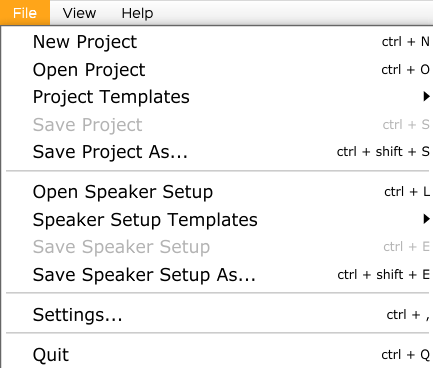 File View Help
New Project ctrl + N
Open Project ctrl + O
Project Templates
Save Project ctrl + S
Save Project As... ctrl + shift + S
Open Speaker Setup ctrl + L
Speaker Setup Templates
Save Speaker Setup ctrl + E
Save Speaker Setup As... ctrl + shift + E
Settings... ctrl + ,
Quit ctrl + Q